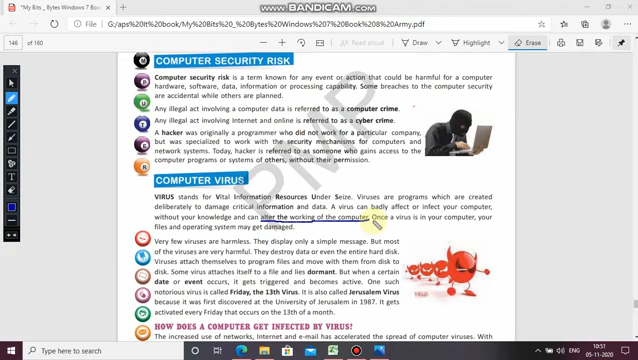 WWW.BANDICAM.COM
*My Bits _ Bytes Windows 7 Book
G:/aps%20It%20book/My%20Bits%20_%20Bytes%20Windows%207%20Book%208%20Army.pdf
146 of 160
Read aloud
Draw
Highlight
Erase
COMPUTER SECURITY RISK
Computer security risk is a term known for any event or action that could be harmful for a computer
hardware, software, data, information or processing capability. Some breaches to the computer security
are accidental while others are planned.
Any illegal act involving a computer data is referred to as a computer crime.
Any illegal act involving Internet and online is referred to as a cyber crime.
A hacker was originally a programmer who did not work for a particular company,
but was specialized to work with the security mechanisms for computers and
network systems. Today, hacker is referred to as someone who gains access to the
computer programs or systems of others, without their permission.
M
P
U
T
E
R
PMP
COMPUTER VIRUS
VIRUS stands for Vital Information Resources Under Seize. Viruses are programs which are created
deliberately to damage critical information and data. A virus can badly affect or infect your computer,
without your knowledge and can alter the working of the computer. Once a virus is in your computer, your
files and operating system may get damaged.
Very few viruses are harmless. They display only a simple message. But most
of the viruses are very harmful. They destroy data or even the entire hard disk.
Viruses attach themselves to program files and move with them from disk to
disk. Some virus attaches itself to a file and lies dormant. But when a certain
date or event occurs, it gets triggered and becomes active. One such
notorious virus is called Friday, the 13th Virus. It is also called Jerusalem Virus
because it was first discovered at the University of Jerusalem in 1987. It gets
activated every Friday that occurs on the 13th of a month.
VIRUS
HOW DOES A COMPUTER GET INFECTED BY VIRUS?
The increased use of networks, Internet and e-mail has accelerated the spread of computer viruses. With
ENG
10:51
05-11-2020